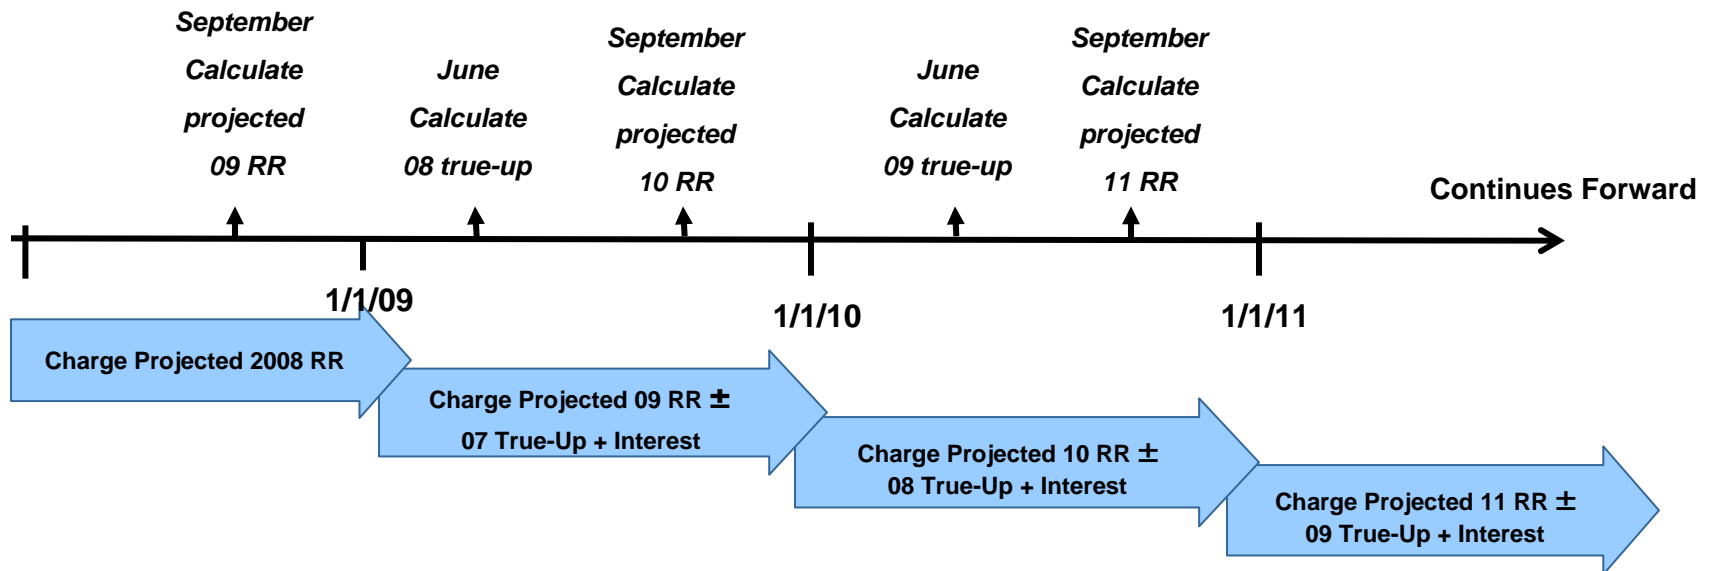 September
Calculate
projected
09 RR
June
Calculate
08 true-up
September
Calculate
projected
10 RR
June
Calculate
09 true-up
September
Calculate
projected
11 RR
Continues Forward
1/1/09
1/1/10
1/1/11
Charge Projected 2008 RR
Charge Projected 09 RR ±
07 True-Up + Interest
Charge Projected 10 RR ±
08 True-Up + Interest
Charge Projected 11 RR ±
09 True-Up + Interest